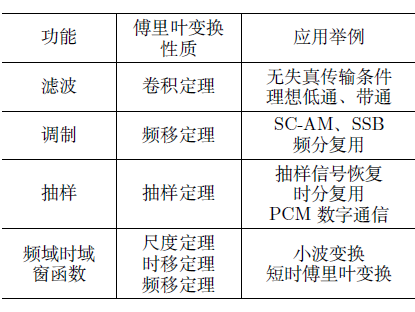 功能
傅里叶变换
性质
应用举例
滤波
卷积定理
无失真传输条件
理想低通、带通
调制
频移定理
SC-AM、SSB
频分复用
抽样
抽样定理
抽样信号恢复
时分复用
PCM 数字通信
频域时域
窗函数
尺度定理
时移定理
频移定理
小波变换
短时傅里叶变换